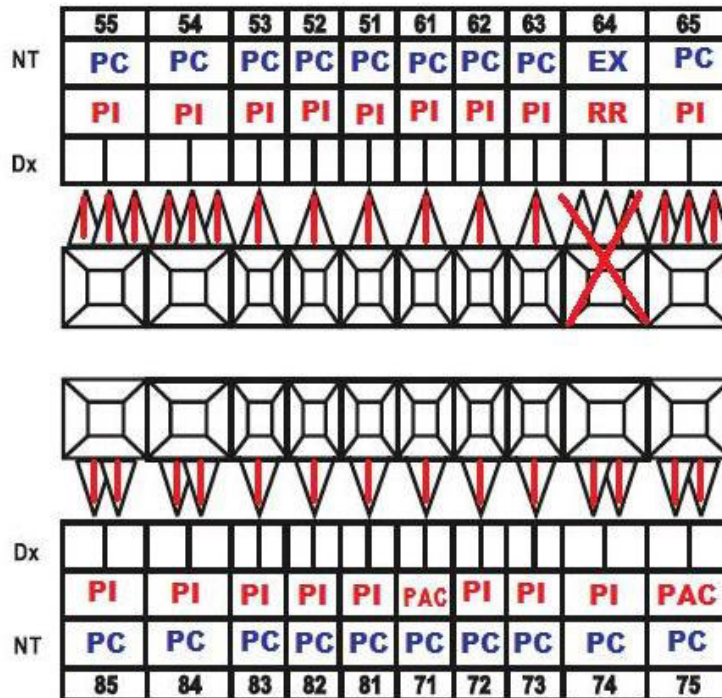 55 54 53 52 51 61 62 63 64 65
NT PC PC PC PC PC PC PC PC EX PC
PI PI PI PI PI PI PI PI RR PI
Dx
Dx
PI PI PI PI PI PAC PI PI PI PAC
NT PC PC PC PC PC PC PC PC PC PC
85 84 83 82 81 71 72 73 74 75